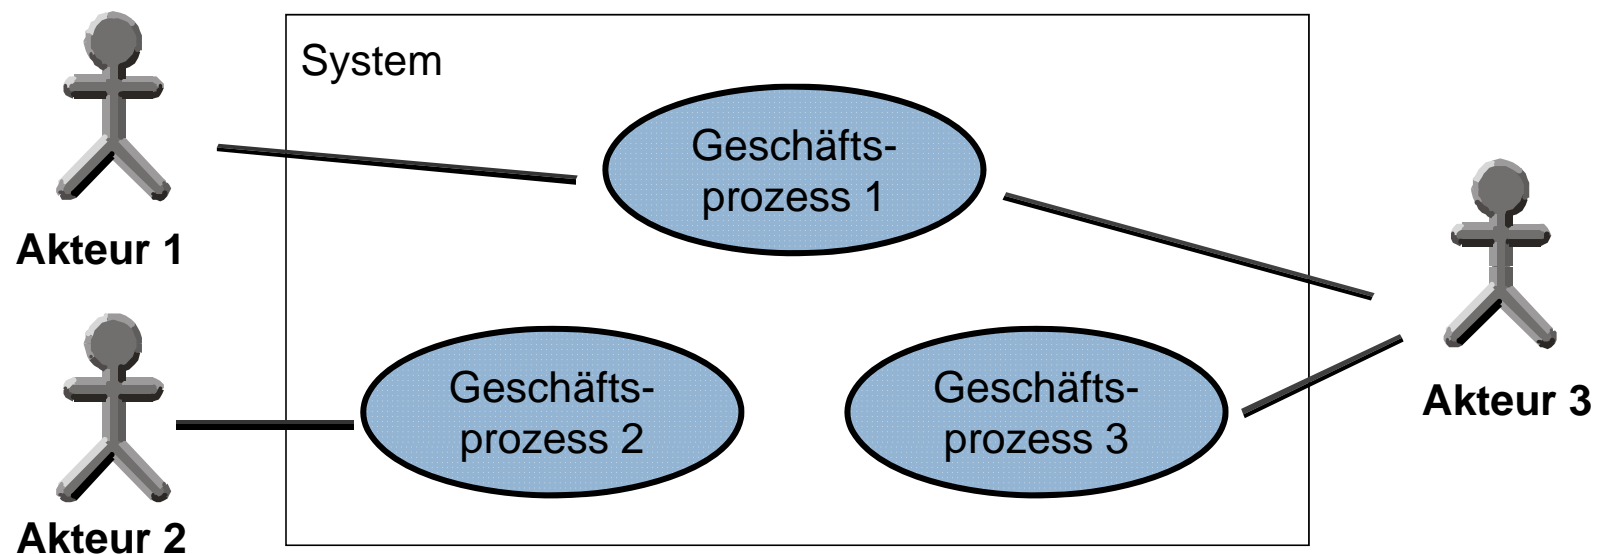 System
Geschäfts-
prozess 1
Akteur 1
Geschäfts-
prozess 2
Geschäfts-
prozess 3
Akteur 3
Akteur 2